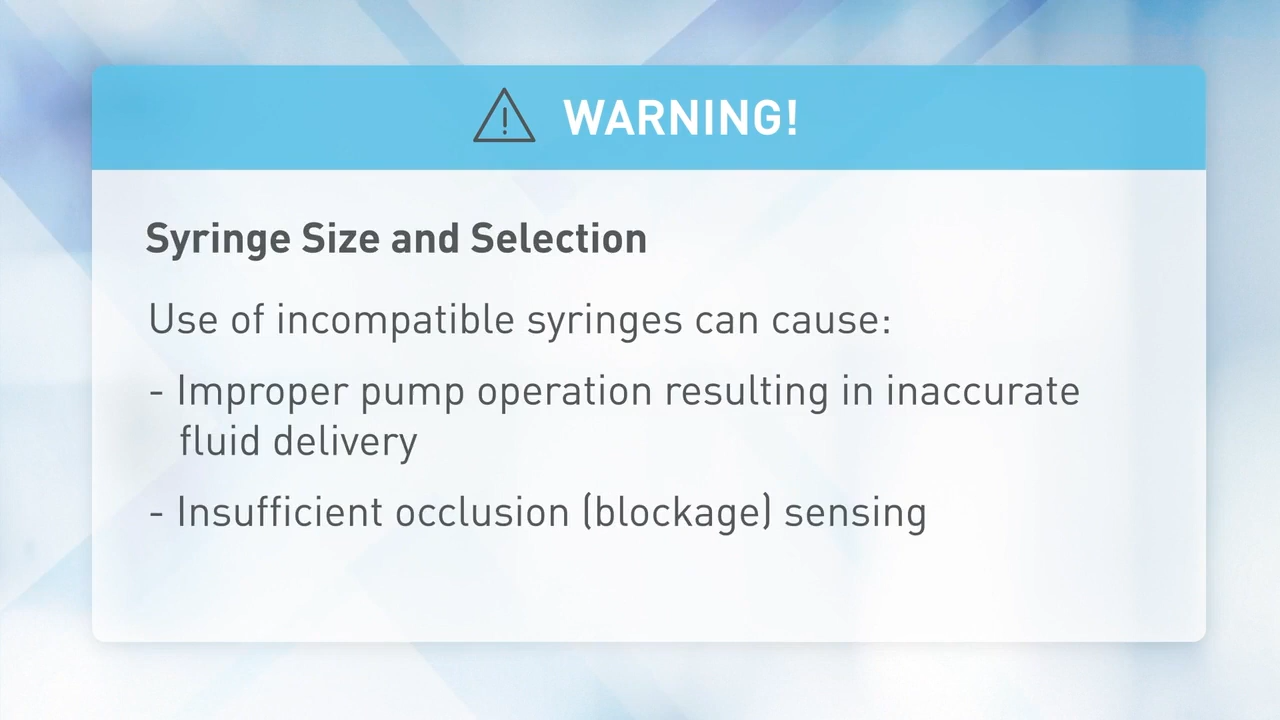 WARNING!
Syringe Size and Selection
Use of incompatible syringes can cause:
- Improper pump operation resulting in inaccurate
fluid delivery
- Insufficient occlusion (blockage) sensing